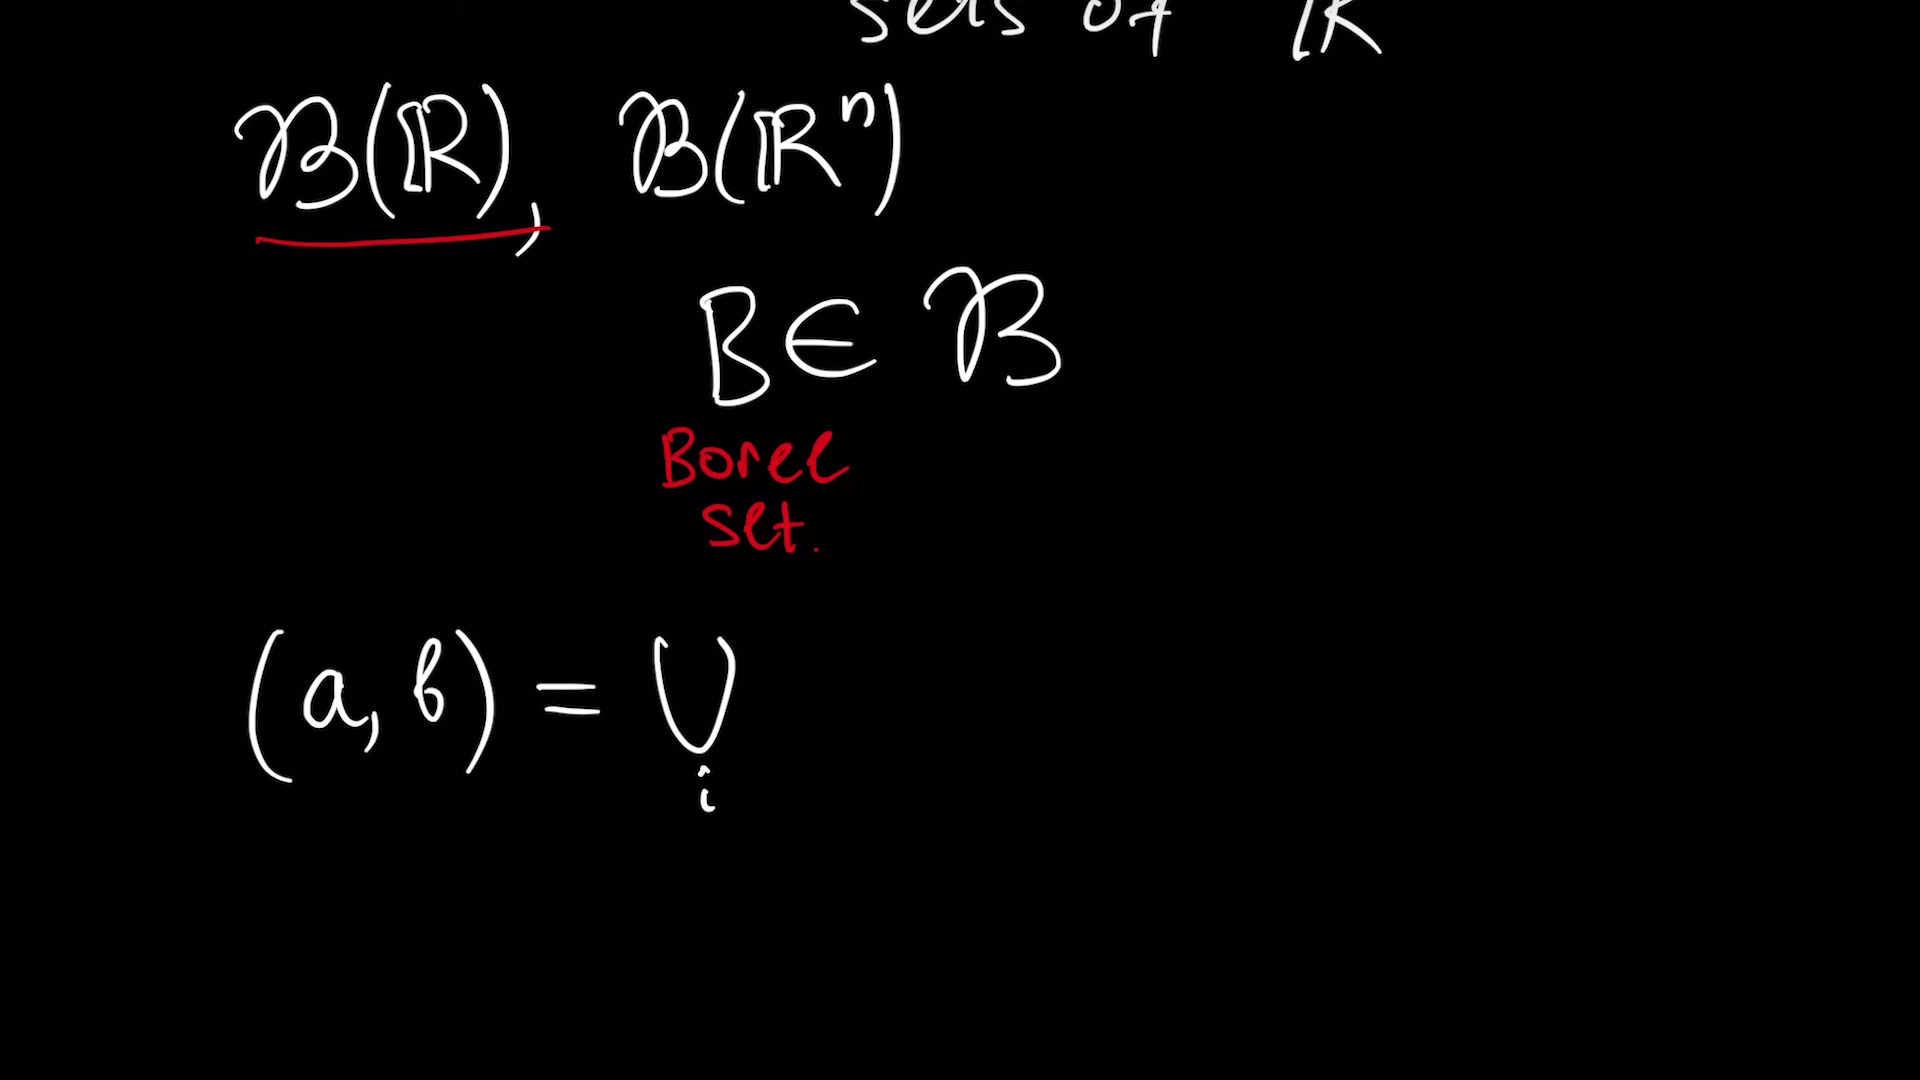 sets of ℝ
ℬ(ℝ), ℬ(ℝⁿ)
B ∈ ℬ
Borel
set.
(a, b) = ⋃
i